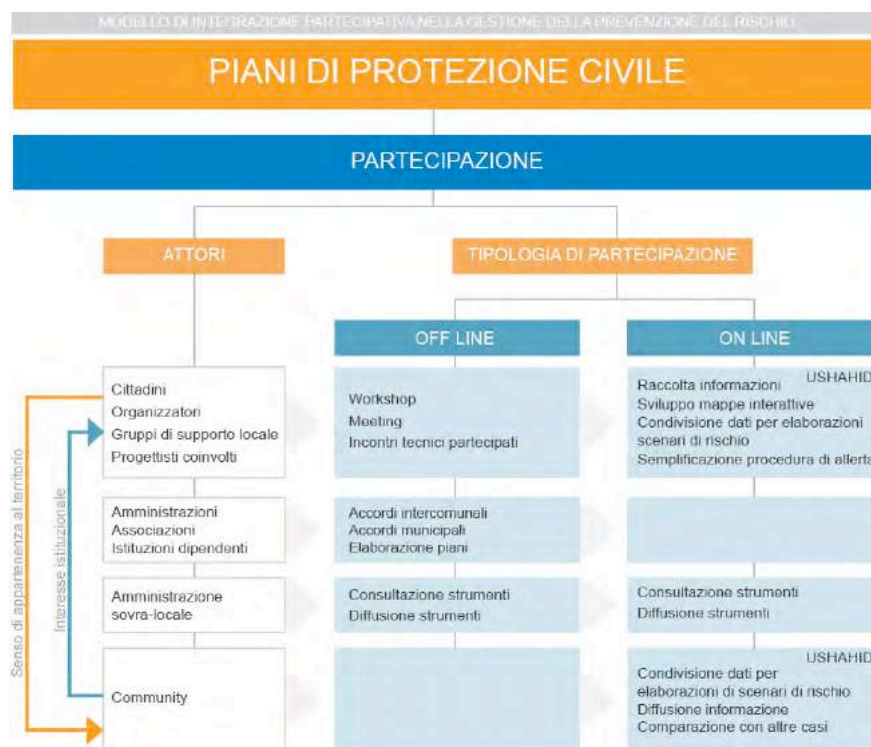 MODELLO DI INTEGRAZIONE PARTECIPATIVA NELLA GESTIONE DELLA PREVENZIONE DEL RISCHIO
PIANI DI PROTEZIONE CIVILE
PARTECIPAZIONE
ATTORI
TIPOLOGIA DI PARTECIPAZIONE
OFF LINE
ON LINE
Cittadini
Organizzatori
Gruppi di supporto locale
Progettisti coinvolti
Workshop
Meeting
Incontri tecnici partecipati
USHAHID
Raccolta informazioni
Sviluppo mappe interattive
Condivisione dati per elaborazioni
scenari di rischio
Semplificazione procedura di allerta
Amministrazioni
Associazioni
Istituzioni dipendenti
Accordi intercomunali
Accordi municipali
Elaborazione piani
Amministrazione
sovra-locale
Consultazione strumenti
Diffusione strumenti
Consultazione strumenti
Diffusione strumenti
Community
USHAHID
Condivisione dati per
elaborazioni di scenari di rischio
Diffusione informazione
Comparazione con altre casi
Senso di appartenenza al territorio
Interesse istituzionale